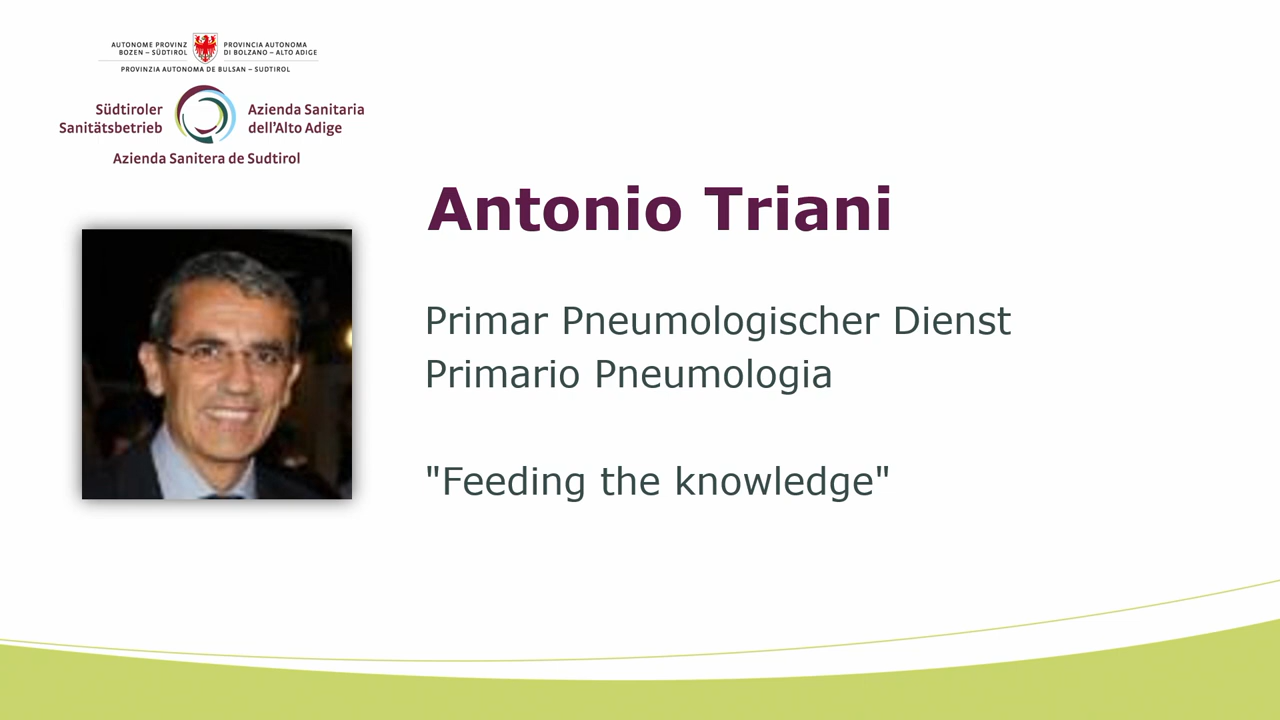 AUTONOME PROVINZ
BOZEN – SÜDTIROL
PROVINCIA AUTONOMA
DI BOLZANO – ALTO ADIGE
PROVINZIA AUTONOMA DE BULSAN – SUDTIROL
Südtiroler
Sanitätsbetrieb
Azienda Sanitaria
dell'Alto Adige
Azienda Sanitera de Sudtirol
Antonio Triani
Primar Pneumologischer Dienst
Primario Pneumologia
"Feeding the knowledge"